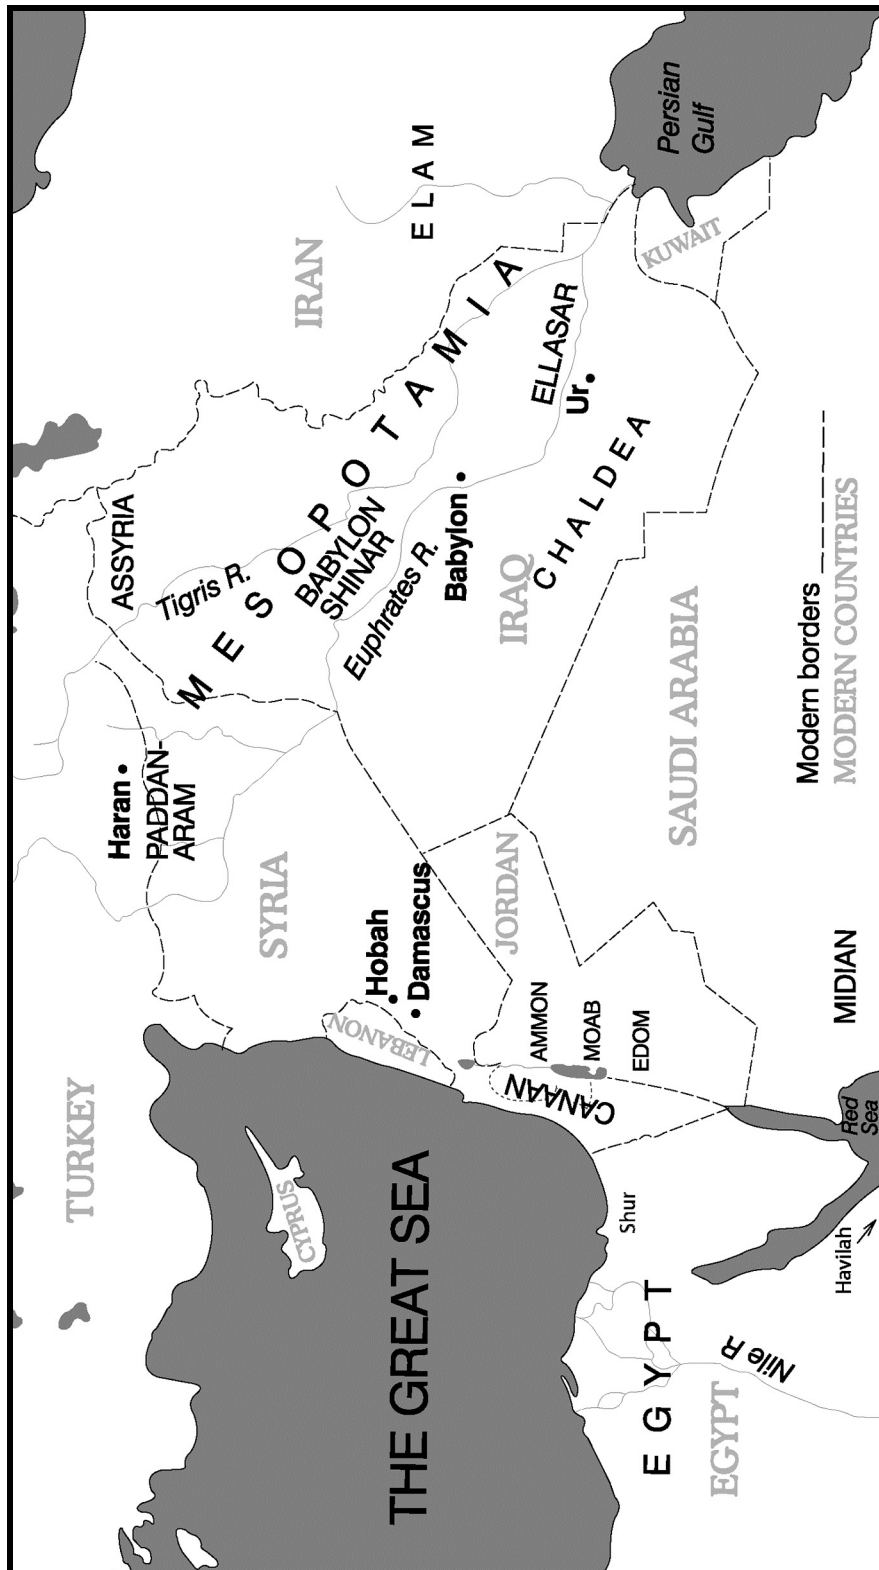 TURKEY
CYPRUS
THE GREAT SEA
Haran
PADDAN-
ARAM
SYRIA
LEBANON
Hobah
Damascus
ASSYRIA
Tigris R.
MESOPOTAMIA
BABYLON
SHINAR
Euphrates R.
Babylon
IRAN
ELAM
IRAQ
CHALDEA
ELLASAR
Ur
KUWAIT
Persian
Gulf
JORDAN
AMMON
MOAB
EDOM
CANAAN
SAUDI ARABIA
Shur
EGYPT
EGYPT
Nile R
Havilah
Red
Sea
MIDIAN
Modern borders
MODERN COUNTRIES